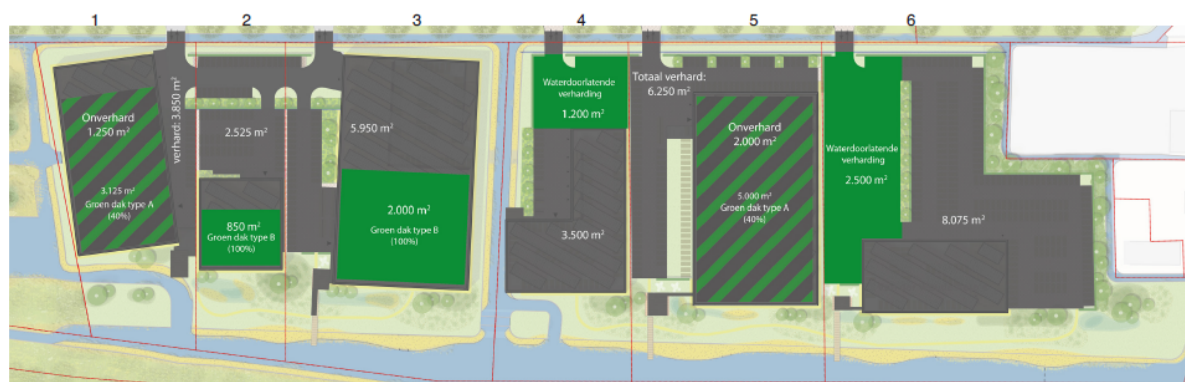 1
2
3
4
5
6
Onverhard
1.250 m²
3.125 m²
Groen dak type A
(40%)
verhard: 3.850 m²
2.525 m²
850 m²
Groen dak type B
(100%)
5.950 m²
2.000 m²
Groen dak type B
(100%)
Waterdoorlatende
verharding
1.200 m²
3.500 m²
Totaal verhard:
6.250 m²
Onverhard
2.000 m²
5.000 m²
Groen dak type A
(40%)
Waterdoorlatende
verharding
2.500 m²
8.075 m²